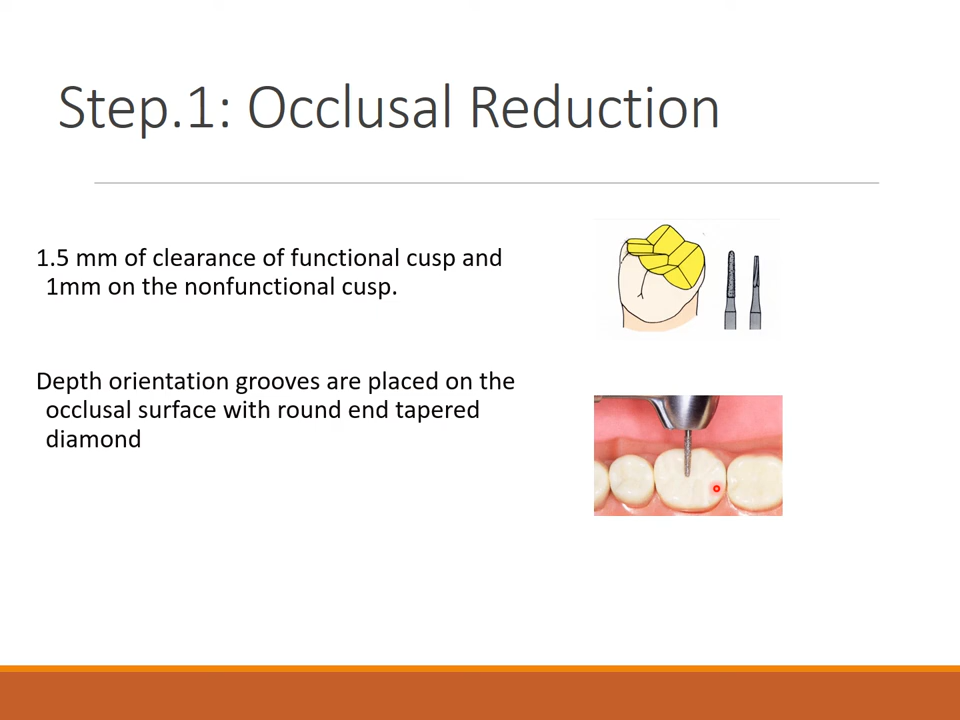 Step.1: Occlusal Reduction
1.5 mm of clearance of functional cusp and
1mm on the nonfunctional cusp.
Depth orientation grooves are placed on the
occlusal surface with round end tapered
diamond